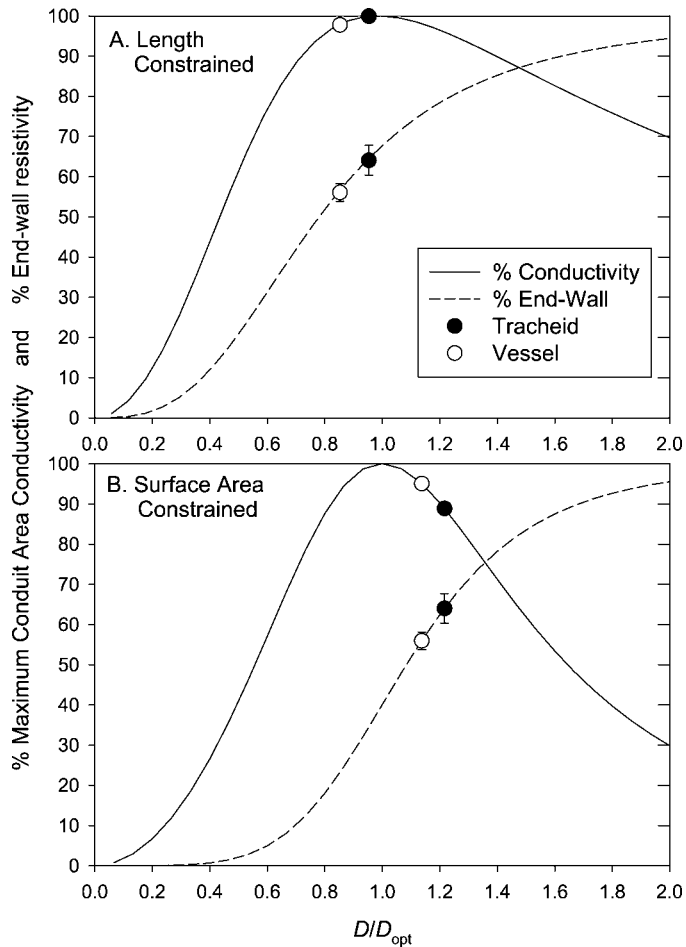 % Maximum Conduit Area Conductivity and % End-wall resistivity
A. Length
Constrained
100
90
80
70
60
50
40
30
20
10
0
% Conductivity
% End-Wall
Tracheid
Vessel
0.0 0.2 0.4 0.6 0.8 1.0 1.2 1.4 1.6 1.8 2.0
B. Surface Area
Constrained
100
90
80
70
60
50
40
30
20
10
0
0.0 0.2 0.4 0.6 0.8 1.0 1.2 1.4 1.6 1.8 2.0
D/Dopt